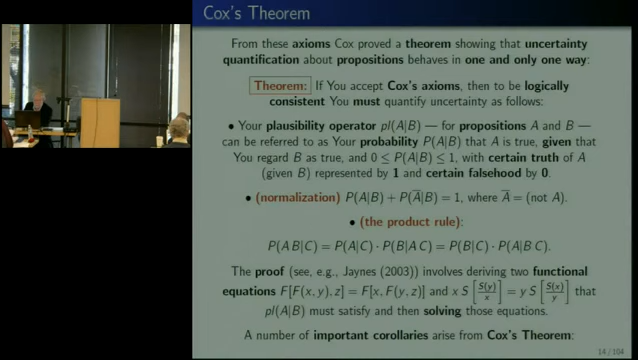 Cox's Theorem
From these axioms Cox proved a theorem showing that uncertainty
quantification about propositions behaves in one and only one way:
Theorem: If You accept Cox's axioms, then to be logically
consistent You must quantify uncertainty as follows:
• Your plausibility operator pl(A|B) — for propositions A and B —
can be referred to as Your probability P(A|B) that A is true, given that
You regard B as true, and 0 ≤ P(A|B) ≤ 1, with certain truth of A
(given B) represented by 1 and certain falsehood by 0.
• (normalization) P(A|B) + P(A̅|B) = 1, where A̅ = (not A).
• (the product rule):
P(A B|C) = P(A|C) · P(B|A C) = P(B|C) · P(A|B C).
The proof (see, e.g., Jaynes (2003)) involves deriving two functional
equations F[F(x, y), z] = F[x, F(y, z)] and x S [S(y)/x] = y S [S(x)/y] that
pl(A|B) must satisfy and then solving those equations.
A number of important corollaries arise from Cox's Theorem:
14 / 104